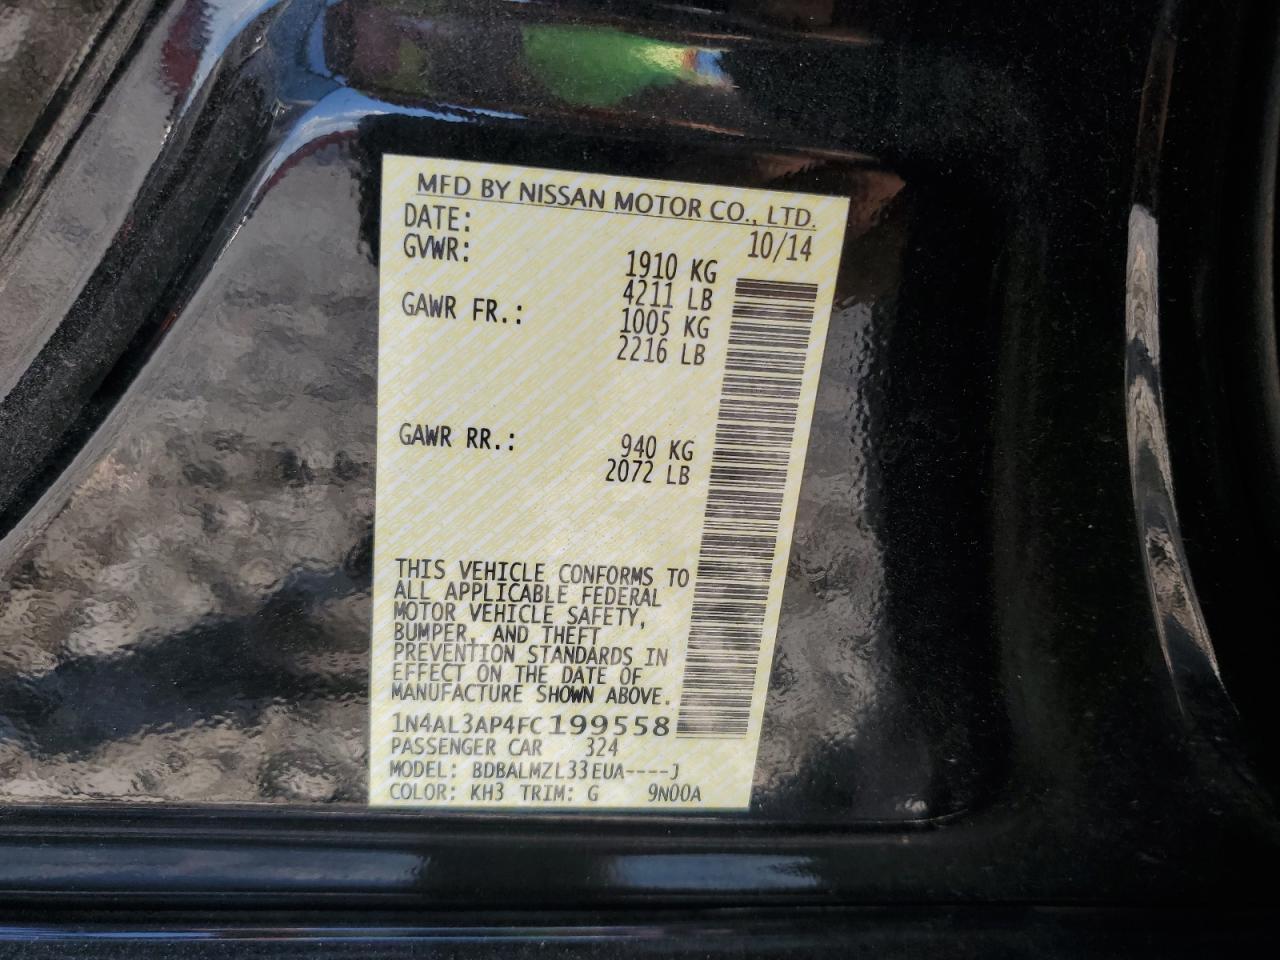 MFD BY NISSAN MOTOR CO., LTD.
DATE: 10/14
GVWR: 1910 KG
4211 LB
GAWR FR.: 1005 KG
2216 LB
GAWR RR.: 940 KG
2072 LB
THIS VEHICLE CONFORMS TO
ALL APPLICABLE FEDERAL
MOTOR VEHICLE SAFETY,
BUMPER, AND THEFT
PREVENTION STANDARDS IN
EFFECT ON THE DATE OF
MANUFACTURE SHOWN ABOVE.
1N4AL3AP4FC199558
PASSENGER CAR 324
MODEL: BDBALMZL33EUA----J
COLOR: KH3 TRIM: G 9N00A